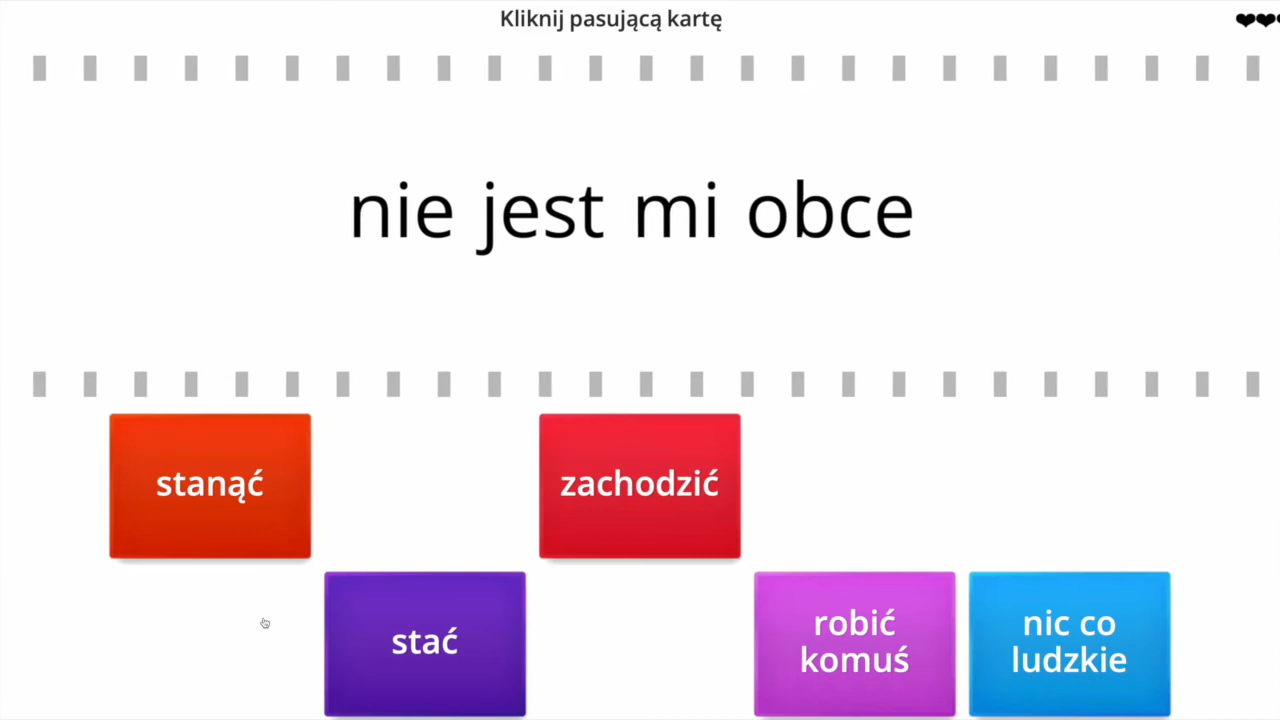 Kliknij pasującą kartę
nie jest mi obce
stanąć
zachodzić
stać
robić
komuś
nic co
ludzkie